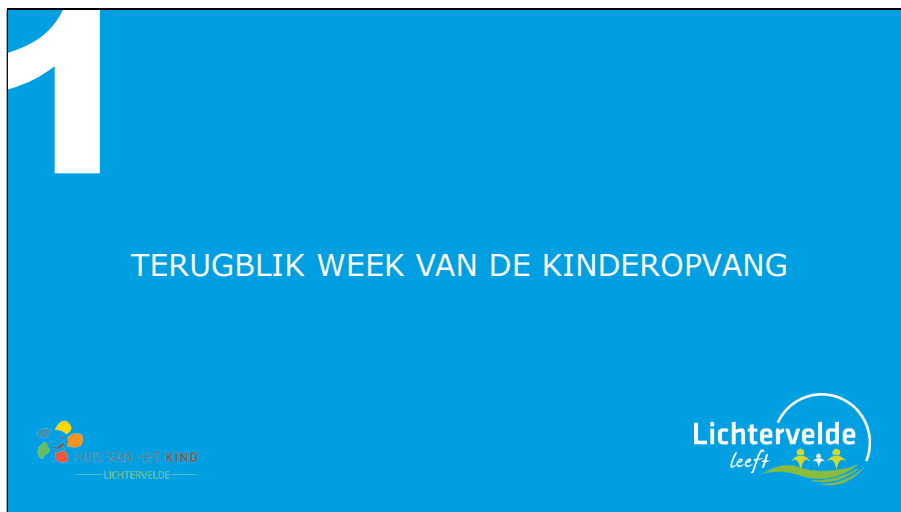 1
TERUGBLIK WEEK VAN DE KINDEROPVANG
HUIS VAN HET KIND
LICHTERVELDE
Lichtervelde
leeft